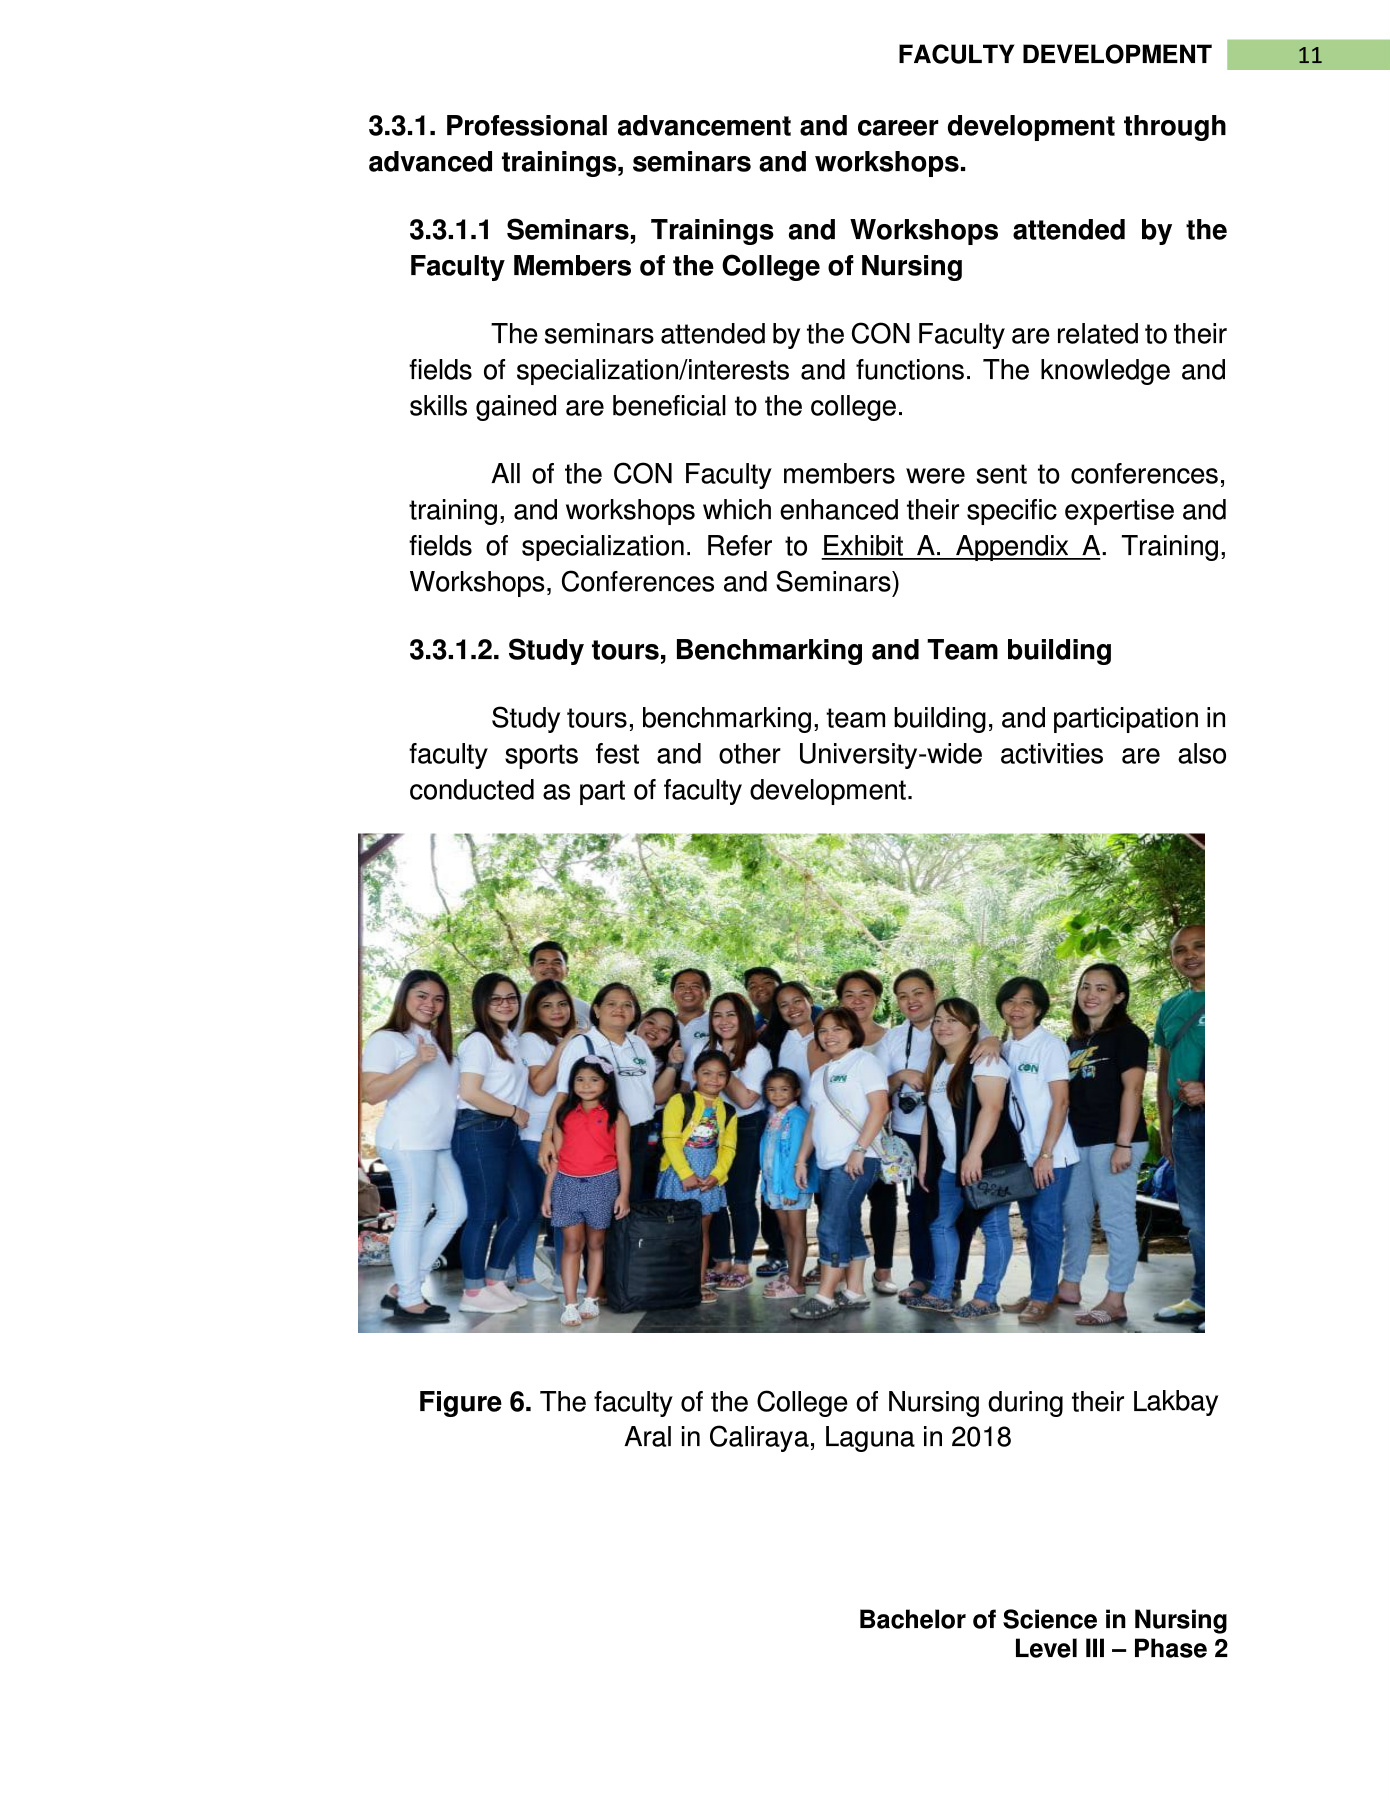 FACULTY DEVELOPMENT 11
3.3.1. Professional advancement and career development through
advanced trainings, seminars and workshops.
3.3.1.1 Seminars, Trainings and Workshops attended by the
Faculty Members of the College of Nursing
The seminars attended by the CON Faculty are related to their
fields of specialization/interests and functions. The knowledge and
skills gained are beneficial to the college.
All of the CON Faculty members were sent to conferences,
training, and workshops which enhanced their specific expertise and
fields of specialization. Refer to Exhibit A. Appendix A. Training,
Workshops, Conferences and Seminars)
3.3.1.2. Study tours, Benchmarking and Team building
Study tours, benchmarking, team building, and participation in
faculty sports fest and other University-wide activities are also
conducted as part of faculty development.
CON
CON
Figure 6. The faculty of the College of Nursing during their Lakbay
Aral in Caliraya, Laguna in 2018
Bachelor of Science in Nursing
Level III – Phase 2